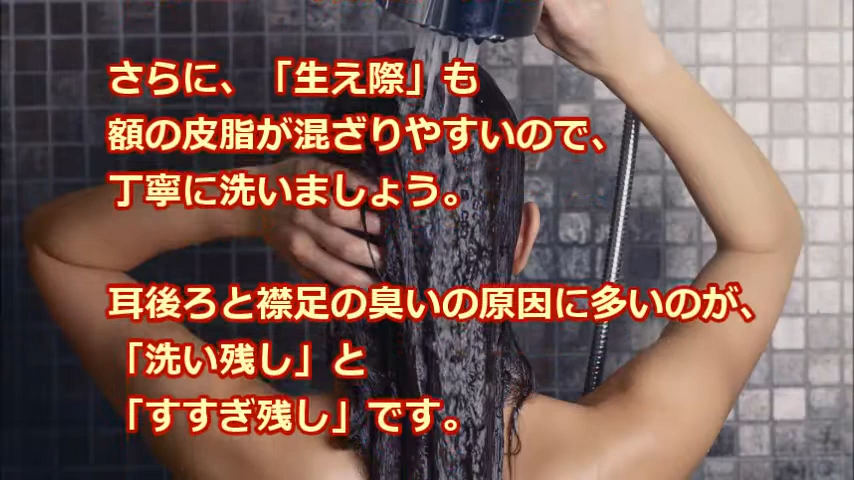 さらに、「生え際」も
額の皮脂が混ざりやすいので、
丁寧に洗いましょう。
耳後ろと襟足の臭いの原因に多いのが、
「洗い残し」と
「すすぎ残し」です。